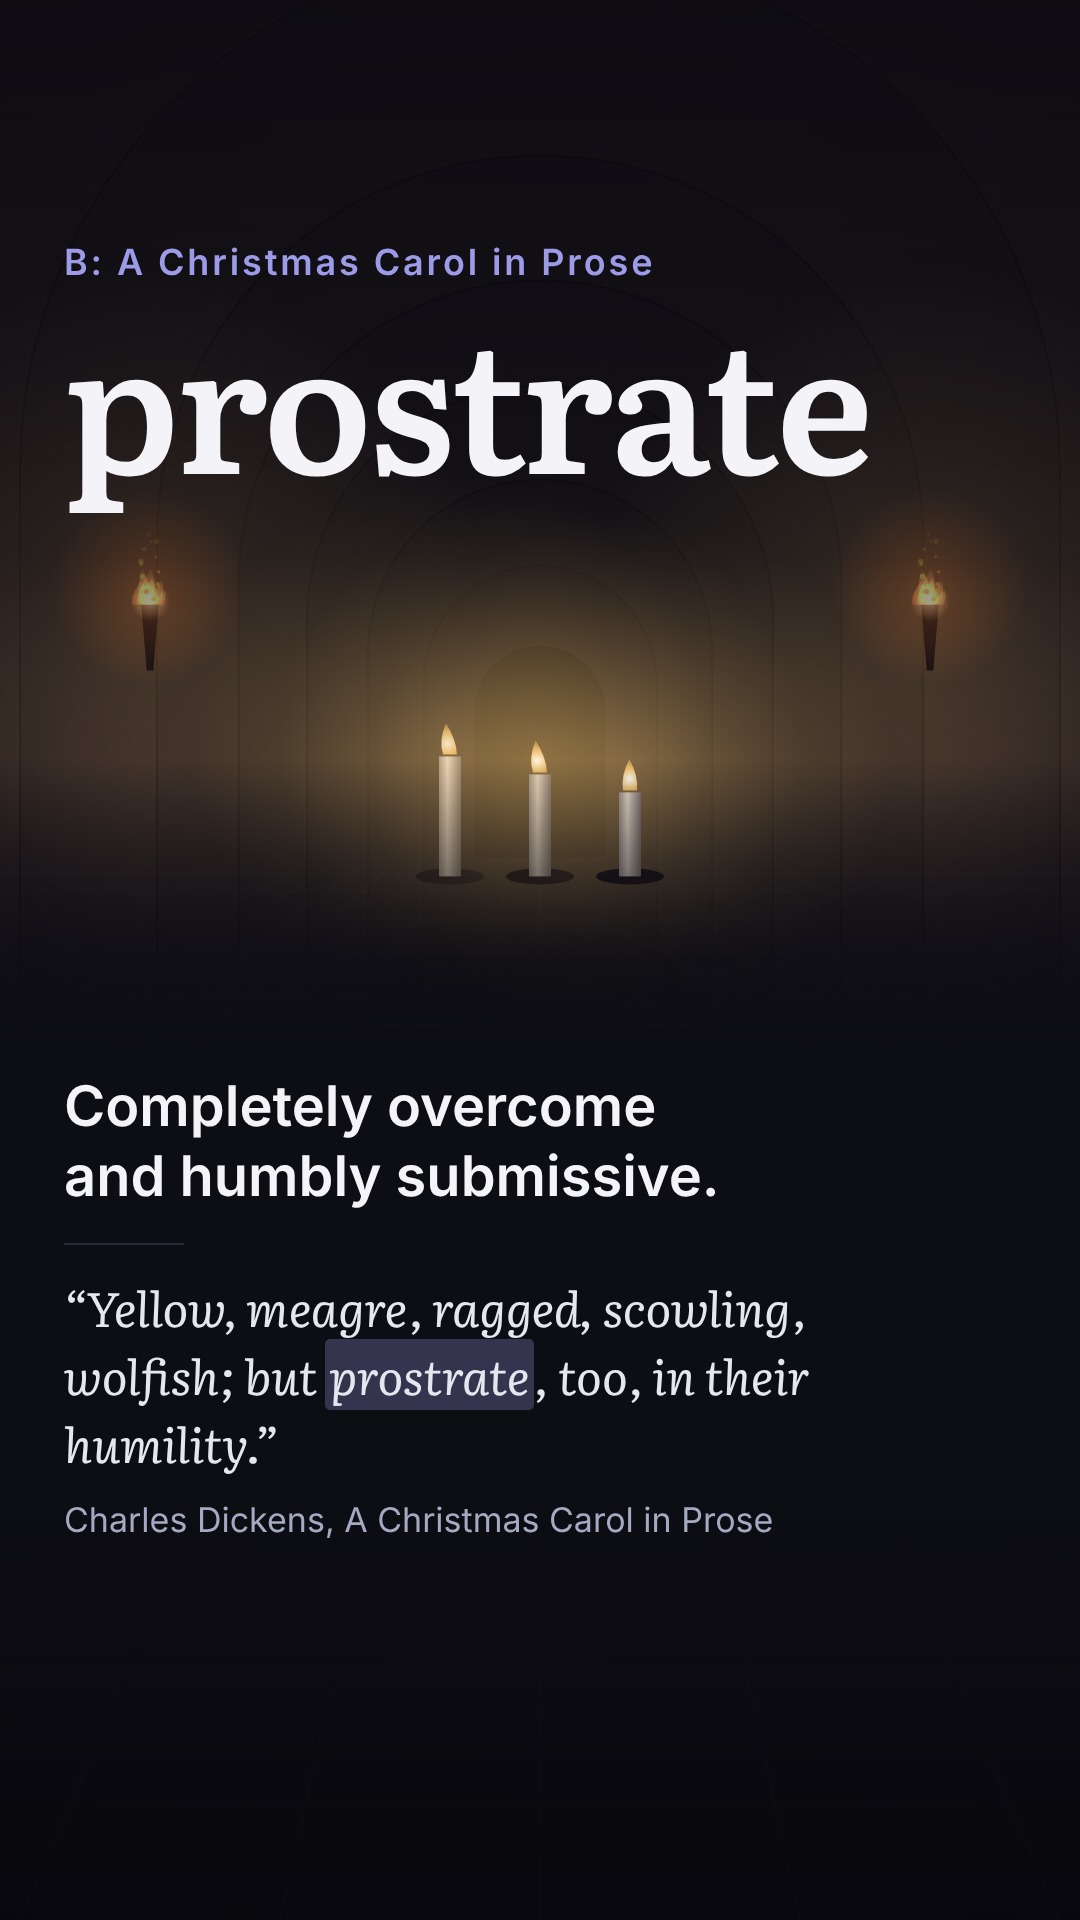 B: A Christmas Carol in Prose
prostrate
Completely overcome
and humbly submissive.
“Yellow, meagre, ragged, scowling,
wolfish; but prostrate, too, in their
humility.”
Charles Dickens, A Christmas Carol in Prose